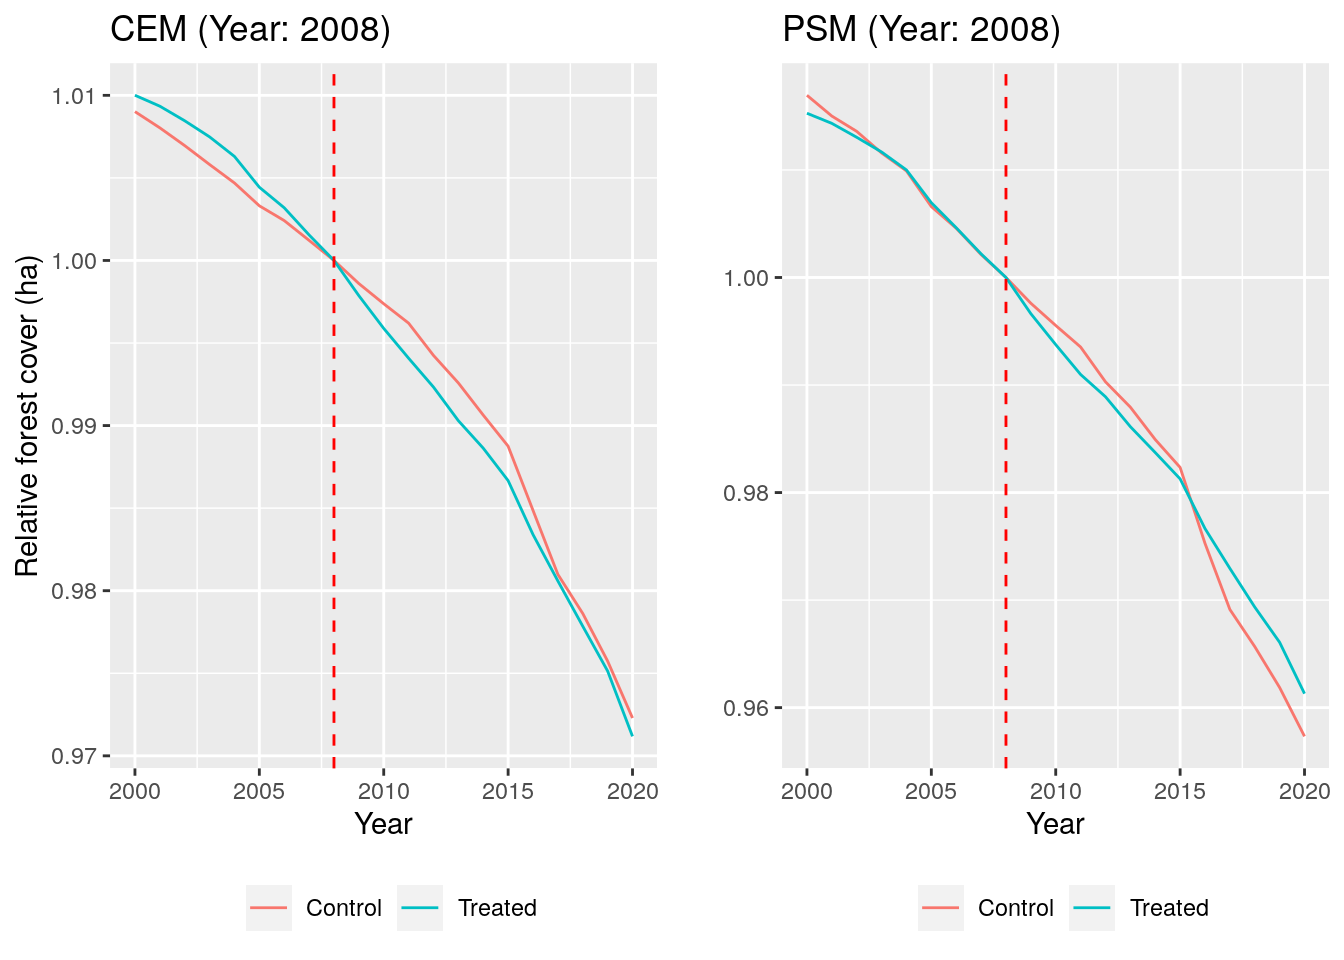 CEM (Year: 2008)
Relative forest cover (ha)
1.01
1.00
0.99
0.98
0.97
2000 2005 2010 2015 2020
Year
Control Treated
PSM (Year: 2008)
1.00
0.98
0.96
2000 2005 2010 2015 2020
Year
Control Treated